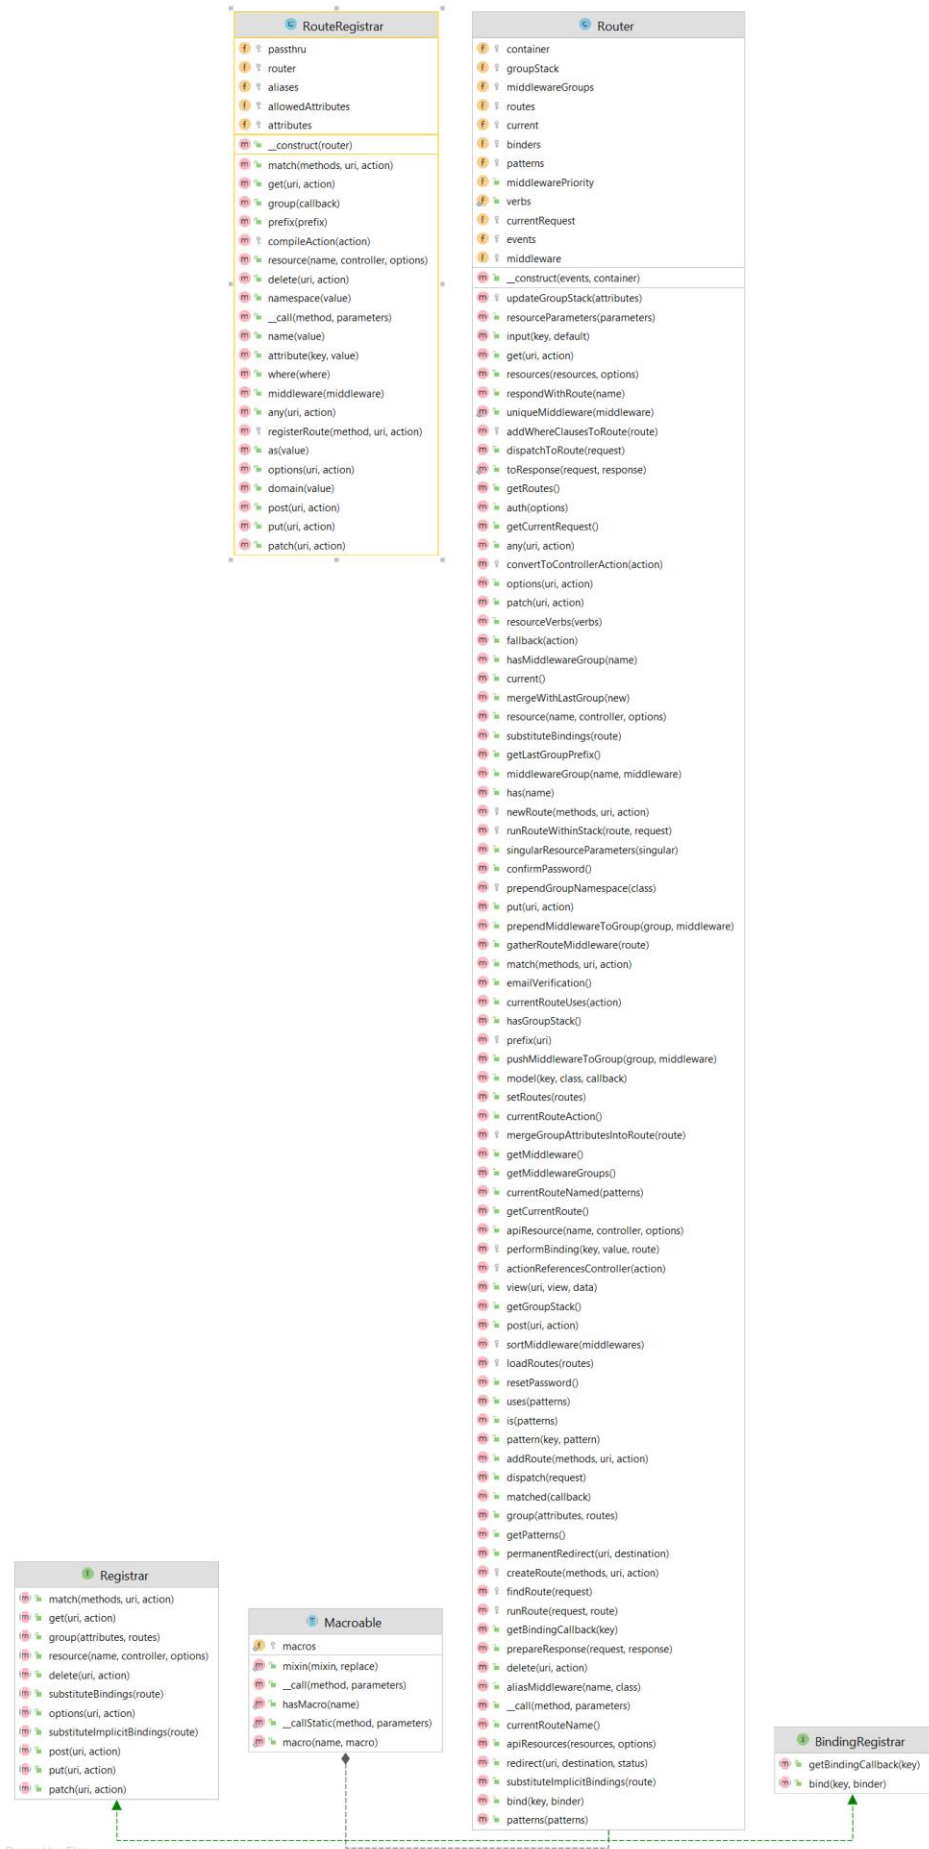 RouteRegistrar
passthru
router
aliases
allowedAttributes
attributes
__construct(router)
match(methods, uri, action)
get(uri, action)
group(callback)
prefix(prefix)
compileAction(action)
resource(name, controller, options)
delete(uri, action)
namespace(value)
__call(method, parameters)
name(value)
attribute(key, value)
where(where)
middleware(middleware)
any(uri, action)
registerRoute(method, uri, action)
as(value)
options(uri, action)
domain(value)
post(uri, action)
put(uri, action)
patch(uri, action)
Router
container
groupStack
middlewareGroups
routes
current
binders
patterns
middlewarePriority
verbs
currentRequest
events
middleware
__construct(events, container)
updateGroupStack(attributes)
resourceParameters(parameters)
input(key, default)
get(uri, action)
resources(resources, options)
respondWithRoute(name)
uniqueMiddleware(middleware)
addWhereClausesToRoute(route)
dispatchToRoute(request)
toResponse(request, response)
getRoutes()
auth(options)
getCurrentRequest()
any(uri, action)
convertToControllerAction(action)
options(uri, action)
patch(uri, action)
resourceVerbs(verbs)
fallback(action)
hasMiddlewareGroup(name)
current()
mergeWithLastGroup(new)
resource(name, controller, options)
substituteBindings(route)
getLastGroupPrefix()
middlewareGroup(name, middleware)
has(name)
newRoute(methods, uri, action)
runRouteWithinStack(route, request)
singularResourceParameters(singular)
confirmPassword()
prependGroupNamespace(class)
put(uri, action)
prependMiddlewareToGroup(group, middleware)
gatherRouteMiddleware(route)
match(methods, uri, action)
emailVerification()
currentRouteUses(action)
hasGroupStack()
prefix(uri)
pushMiddlewareToGroup(group, middleware)
model(key, class, callback)
setRoutes(routes)
currentRouteAction()
mergeGroupAttributesIntoRoute(route)
getMiddleware()
getMiddlewareGroups()
currentRouteNamed(patterns)
getCurrentRoute()
apiResource(name, controller, options)
performBinding(key, value, route)
actionReferencesController(action)
view(uri, view, data)
getGroupStack()
post(uri, action)
sortMiddleware(middlewares)
loadRoutes(routes)
resetPassword()
uses(patterns)
is(patterns)
pattern(key, pattern)
addRoute(methods, uri, action)
dispatch(request)
matched(callback)
group(attributes, routes)
getPatterns()
permanentRedirect(uri, destination)
createRoute(methods, uri, action)
findRoute(request)
runRoute(request, route)
getBindingCallback(key)
prepareResponse(request, response)
delete(uri, action)
aliasMiddleware(name, class)
__call(method, parameters)
currentRouteName()
apiResources(resources, options)
redirect(uri, destination, status)
substituteImplicitBindings(route)
bind(key, binder)
patterns(patterns)
Registrar
match(methods, uri, action)
get(uri, action)
group(attributes, routes)
resource(name, controller, options)
delete(uri, action)
substituteBindings(route)
options(uri, action)
substituteImplicitBindings(route)
post(uri, action)
put(uri, action)
patch(uri, action)
Macroable
macros
mixin(mixin, replace)
__call(method, parameters)
hasMacro(name)
__callStatic(method, parameters)
macro(name, macro)
BindingRegistrar
getBindingCallback(key)
bind(key, binder)